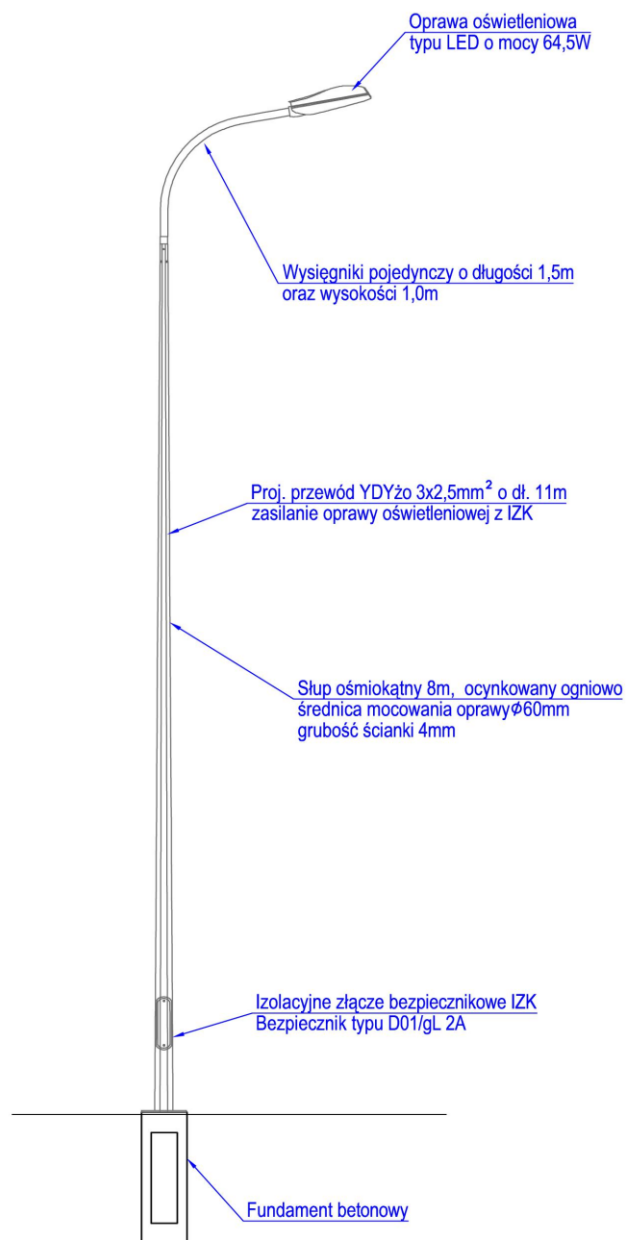 Oprawa oświetleniowa
typu LED o mocy 64,5W
Wysięgniki pojedynczy o długości 1,5m
oraz wysokości 1,0m
Proj. przewód YDYżo 3x2,5mm² o dł. 11m
zasilanie oprawy oświetleniowej z IZK
Słup ośmiokątny 8m, ocynkowany ogniowo
średnica mocowania oprawyϕ60mm
grubość ścianki 4mm
Izolacyjne złącze bezpiecznikowe IZK
Bezpiecznik typu D01/gL 2A
Fundament betonowy